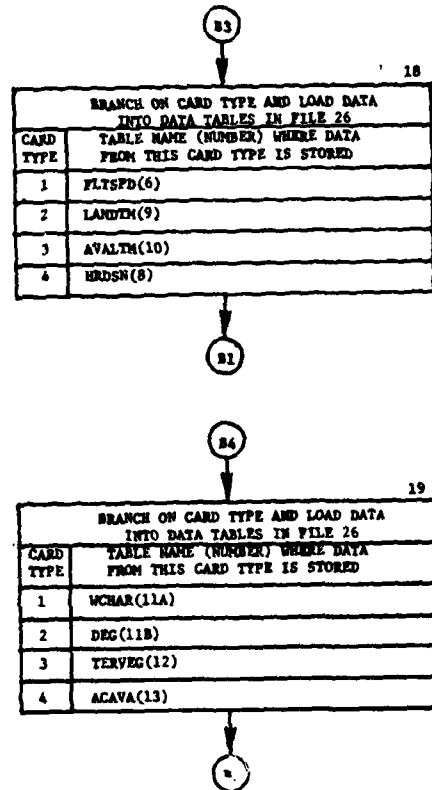 B3
18
BRANCH ON CARD TYPE AND LOAD DATA
INTO DATA TABLES IN FILE 26
CARD TYPE
TABLE NAME (NUMBER) WHERE DATA
FROM THIS CARD TYPE IS STORED
1 FLTSPD(6)
2 LANDTM(9)
3 AVALTM(10)
4 HRDSN(8)
B1
B4
19
BRANCH ON CARD TYPE AND LOAD DATA
INTO DATA TABLES IN FILE 26
CARD TYPE
TABLE NAME (NUMBER) WHERE DATA
FROM THIS CARD TYPE IS STORED
1 WCHAR(11A)
2 DEG(11B)
3 TERVEG(12)
4 ACAVA(13)